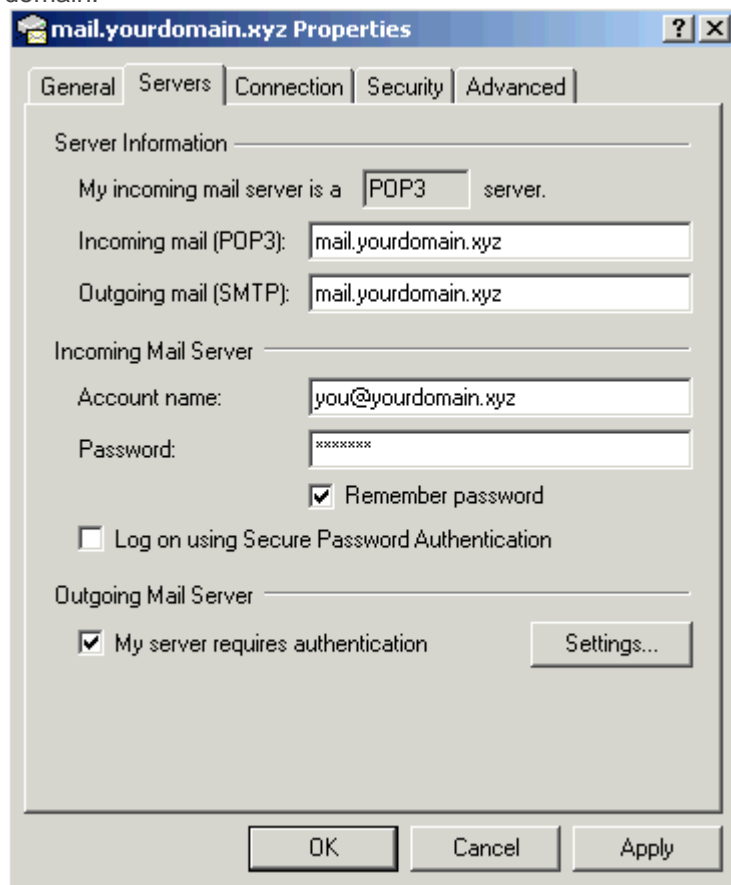 domain.
mail.yourdomain.xyz Properties ? X
General Servers Connection Security Advanced
Server Information
My incoming mail server is a POP3 server.
Incoming mail (POP3): mail.yourdomain.xyz
Outgoing mail (SMTP): mail.yourdomain.xyz
Incoming Mail Server
Account name: you@yourdomain.xyz
Password: *******
Remember password
Log on using Secure Password Authentication
Outgoing Mail Server
My server requires authentication Settings...
OK Cancel Apply